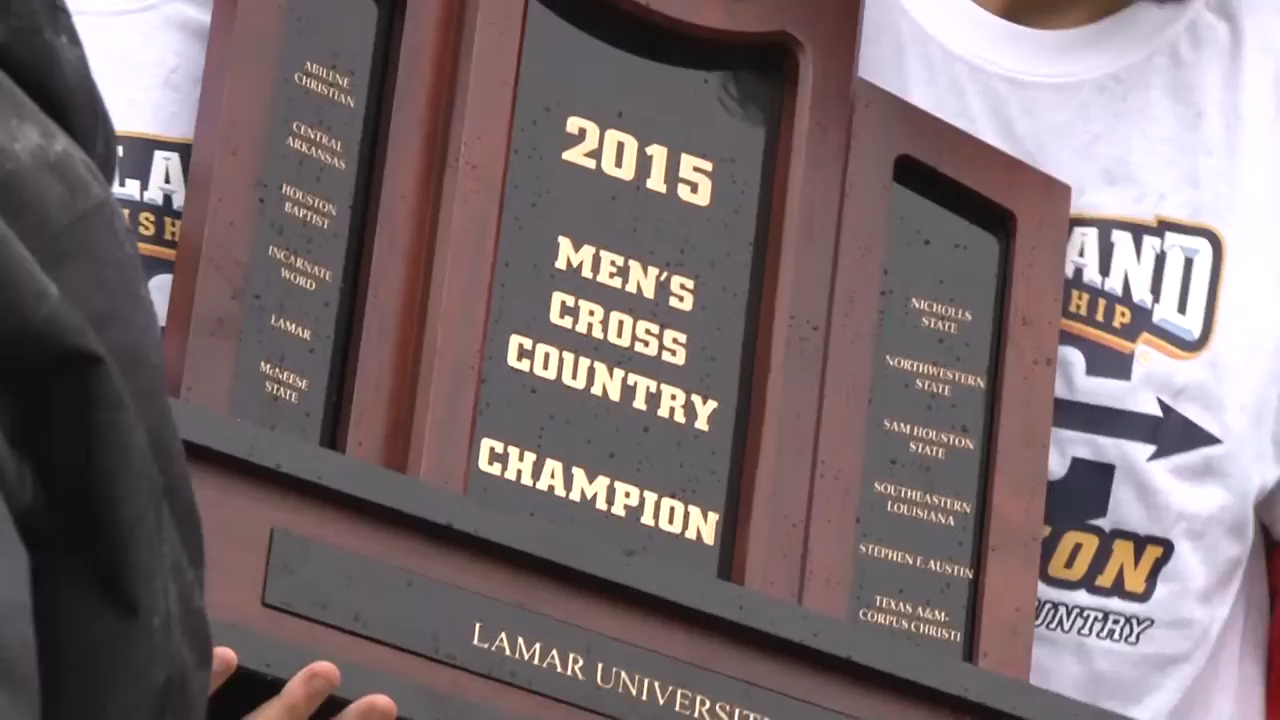 ABILENE
CHRISTIAN
CENTRAL
ARKANSAS
HOUSTON
BAPTIST
INCARNATE
WORD
LAMAR
McNEESE
STATE
2015
MEN'S
CROSS
COUNTRY
CHAMPION
NICHOLLS
STATE
NORTHWESTERN
STATE
SAM HOUSTON
STATE
SOUTHEASTERN
LOUISIANA
STEPHEN F. AUSTIN
TEXAS A&M-
CORPUS CHRISTI
LAMAR UNIVERSITY